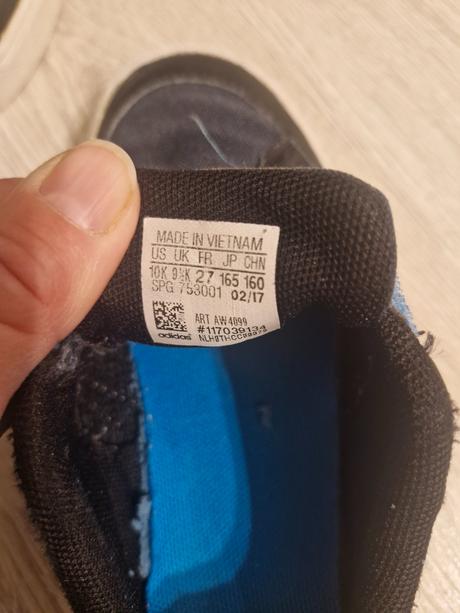 MADE IN VIETNAM
US UK FR JP CHN
10K 9½K 27 165 160
SPG 753001 02/17
ART AW4099
#117039134
adidas